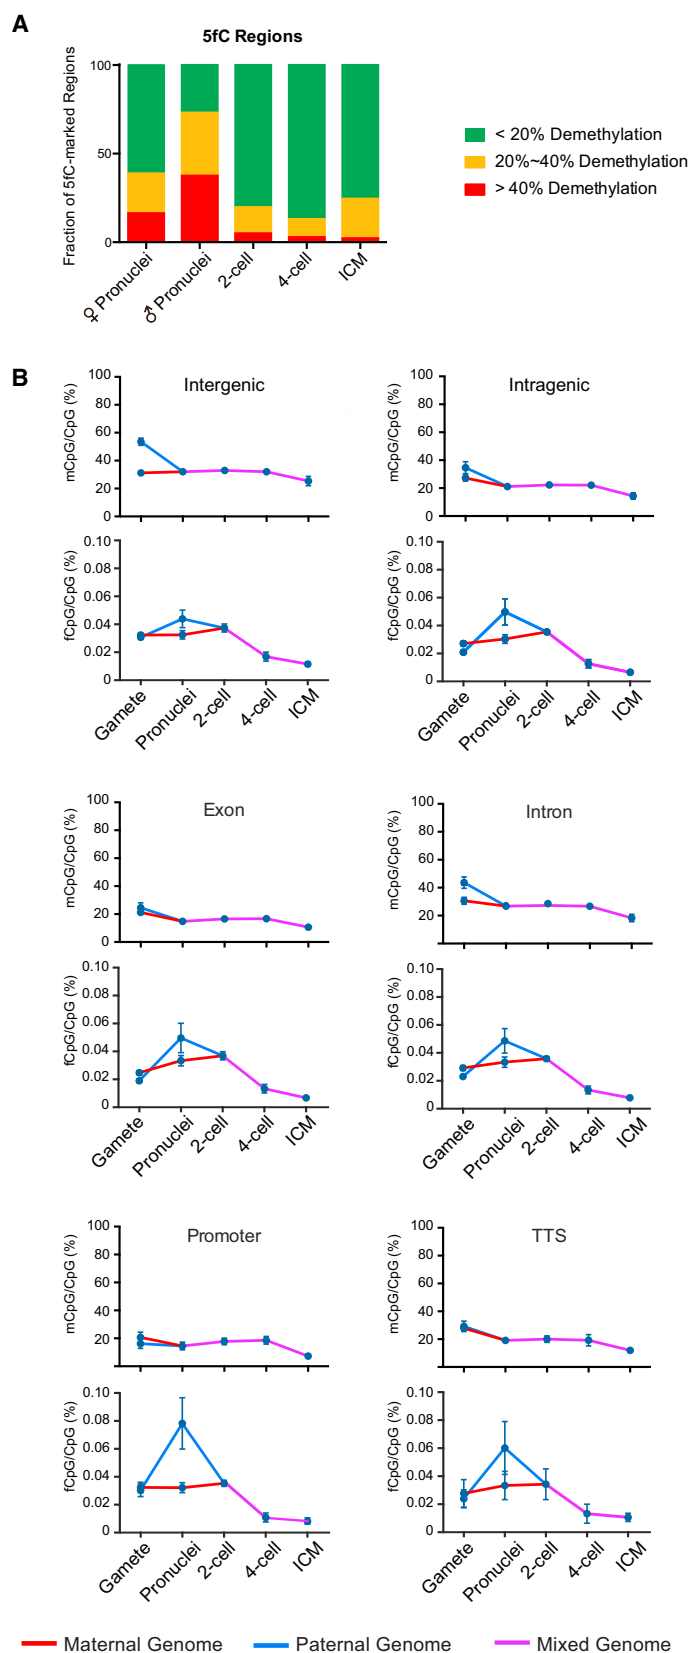 A
5fC Regions
Fraction of 5fC-marked Regions
100
50
0
♀ Pronuclei
♂ Pronuclei
2-cell
4-cell
ICM
< 20% Demethylation
20%~40% Demethylation
> 40% Demethylation
B
Intergenic
mCpG/CpG (%)
100
80
60
40
20
0
fCpG/CpG (%)
0.10
0.08
0.06
0.04
0.02
0
Gamete
Pronuclei
2-cell
4-cell
ICM
Intragenic
mCpG/CpG (%)
100
80
60
40
20
0
fCpG/CpG (%)
0.10
0.08
0.06
0.04
0.02
0
Gamete
Pronuclei
2-cell
4-cell
ICM
Exon
mCpG/CpG (%)
100
80
60
40
20
0
fCpG/CpG (%)
0.10
0.08
0.06
0.04
0.02
0
Gamete
Pronuclei
2-cell
4-cell
ICM
Intron
mCpG/CpG (%)
100
80
60
40
20
fCpG/CpG (%)
0.10
0.08
0.06
0.04
0.02
0
Gamete
Pronuclei
2-cell
4-cell
ICM
Promoter
mCpG/CpG (%)
100
80
60
40
20
0
fCpG/CpG (%)
0.10
0.08
0.06
0.04
0.02
0
Gamete
Pronuclei
2-cell
4-cell
ICM
TTS
mCpG/CpG (%)
100
80
60
40
20
0
fCpG/CpG (%)
0.10
0.08
0.06
0.04
0.02
0
Gamete
Pronuclei
2-cell
4-cell
ICM
Maternal Genome
Paternal Genome
Mixed Genome